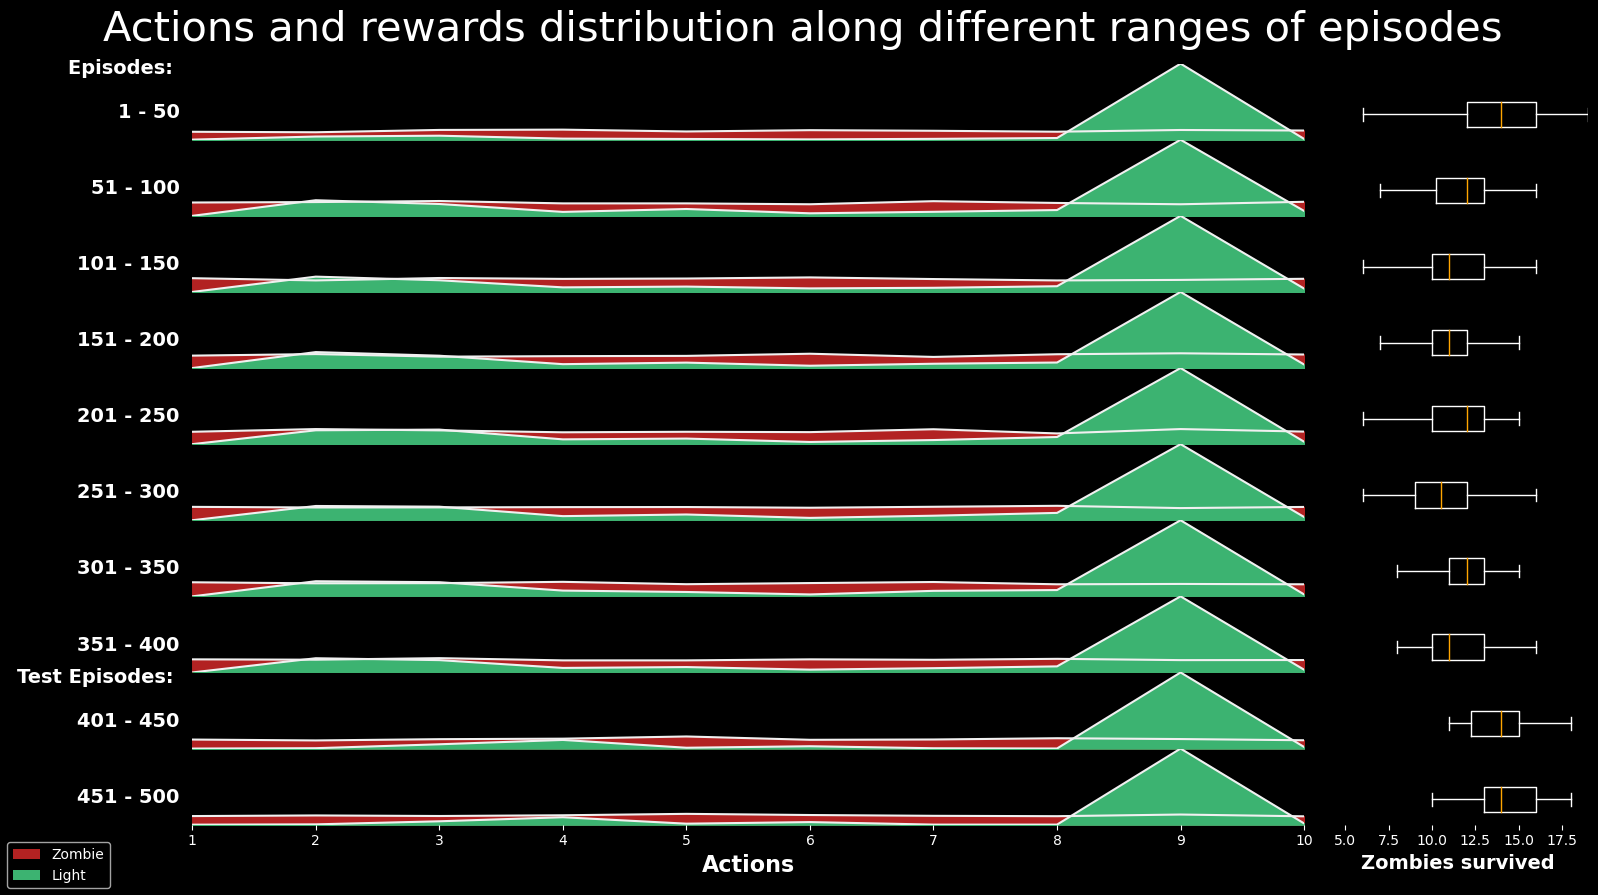 Actions and rewards distribution along different ranges of episodes
Episodes:
1 - 50
51 - 100
101 - 150
151 - 200
201 - 250
251 - 300
301 - 350
351 - 400
Test Episodes:
401 - 450
451 - 500
1 2 3 4 5 6 7 8 9 10
5.0 7.5 10.0 12.5 15.0 17.5
Actions
Zombies survived
Zombie
Light